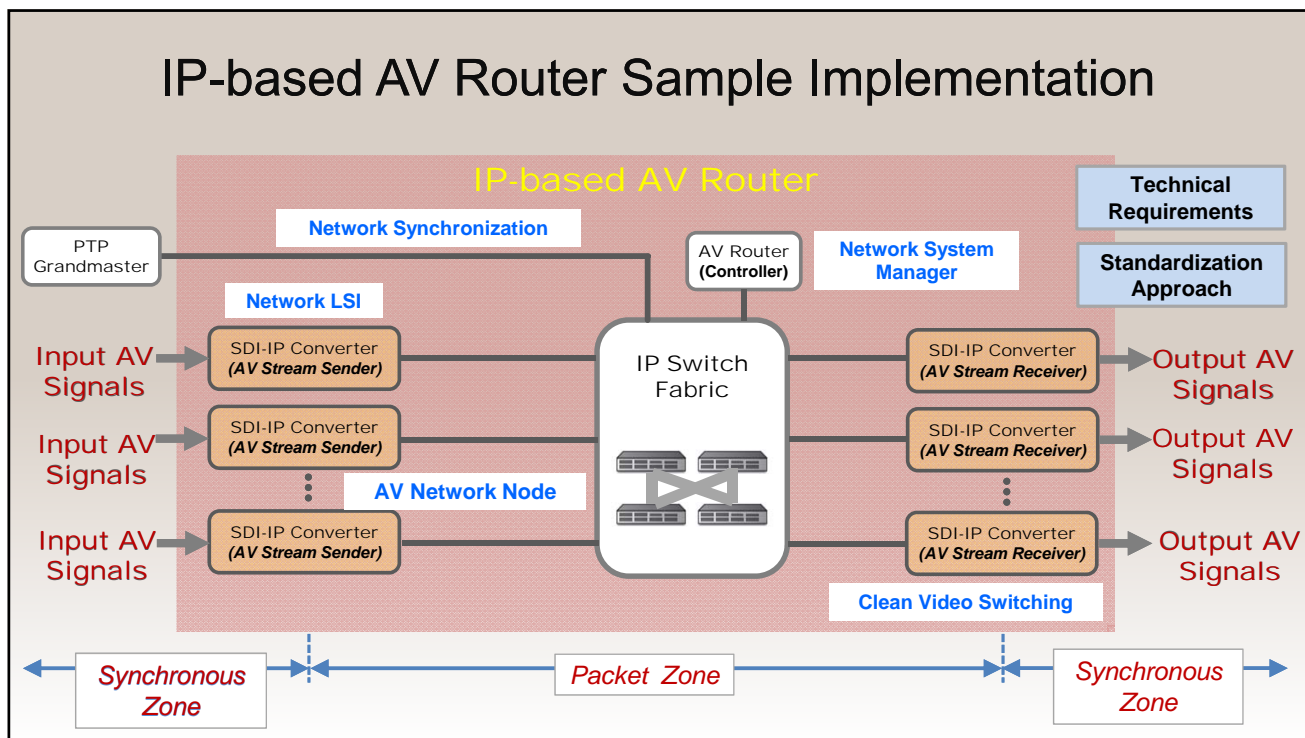 IP-based AV Router Sample Implementation
IP-based AV Router
Technical
Requirements
Standardization
Approach
PTP
Grandmaster
Network Synchronization
AV Router
(Controller)
Network System
Manager
Network LSI
Input AV
Signals
SDI-IP Converter
(AV Stream Sender)
IP Switch
Fabric
SDI-IP Converter
(AV Stream Receiver)
Output AV
Signals
Input AV
Signals
SDI-IP Converter
(AV Stream Sender)
SDI-IP Converter
(AV Stream Receiver)
Output AV
Signals
AV Network Node
Input AV
Signals
SDI-IP Converter
(AV Stream Sender)
SDI-IP Converter
(AV Stream Receiver)
Output AV
Signals
Clean Video Switching
Synchronous
Zone
Packet Zone
Synchronous
Zone